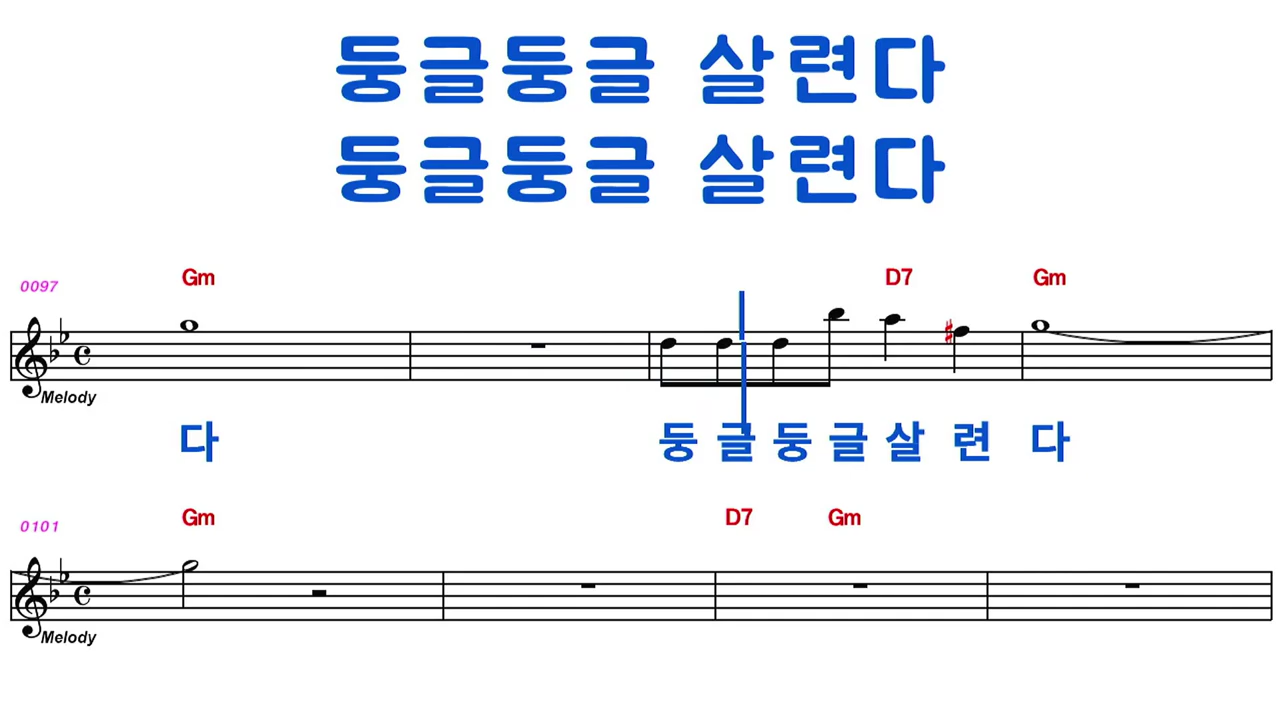 둥글둥글 살련다
둥글둥글 살련다
0097 Gm D7 Gm
Melody
다 둥 글 둥 글 살 련 다
0101 Gm D7 Gm
Melody